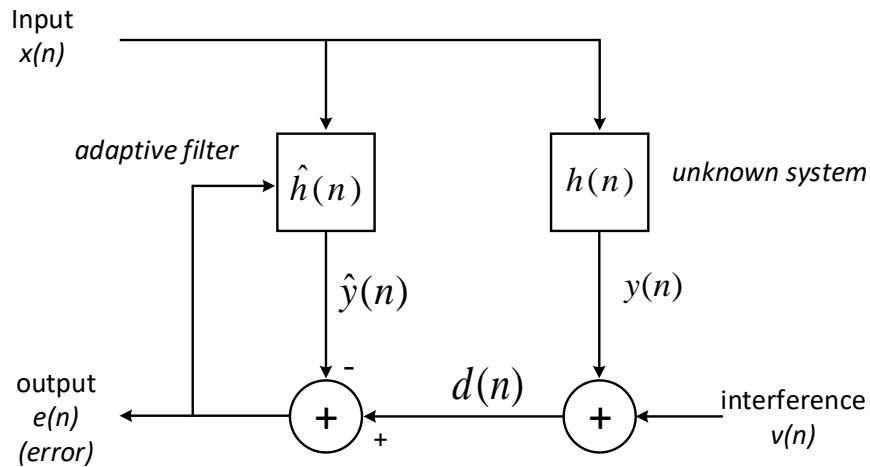 Input
x(n)
adaptive filter
ĥ(n)
h(n)
unknown system
ŷ(n)
y(n)
-
output
e(n)
(error)
+
+
d(n)
+
interference
v(n)